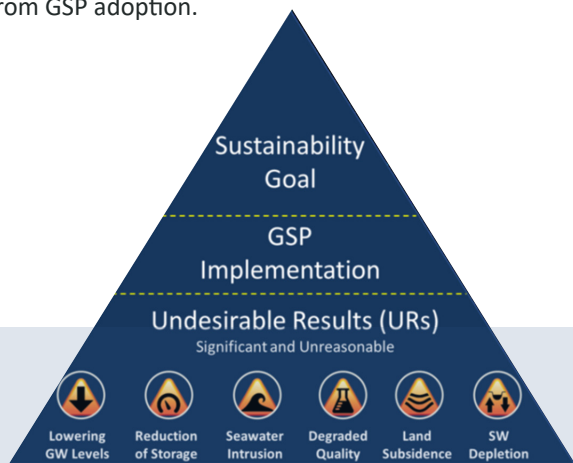 from GSP adoption.
Sustainability
Goal
GSP
Implementation
Undesirable Results (URs)
Significant and Unreasonable
Lowering
GW Levels
Reduction
of Storage
Seawater
Intrusion
Degraded
Quality
Land
Subsidence
SW
Depletion